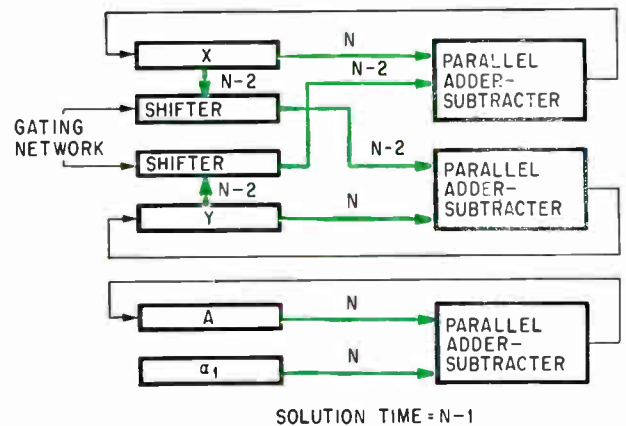 X
N
N-2
N-2
PARALLEL
ADDER-
SUBTRACTER
SHIFTER
GATING
NETWORK
N-2
SHIFTER
PARALLEL
ADDER-
SUBTRACTER
N-2
N
Y
A
N
PARALLEL
ADDER-
SUBTRACTER
α1
N
SOLUTION TIME = N-1